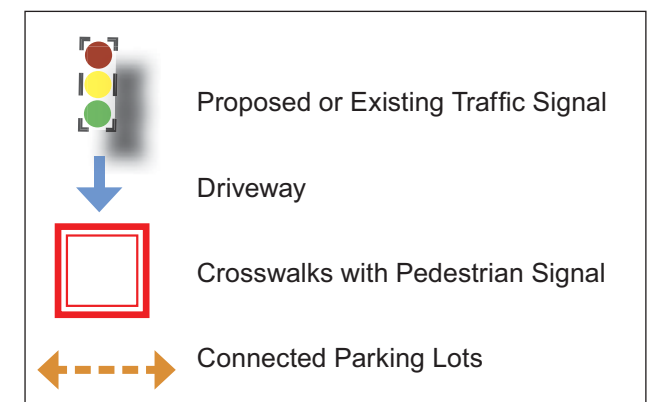 Proposed or Existing Traffic Signal
Driveway
Crosswalks with Pedestrian Signal
Connected Parking Lots